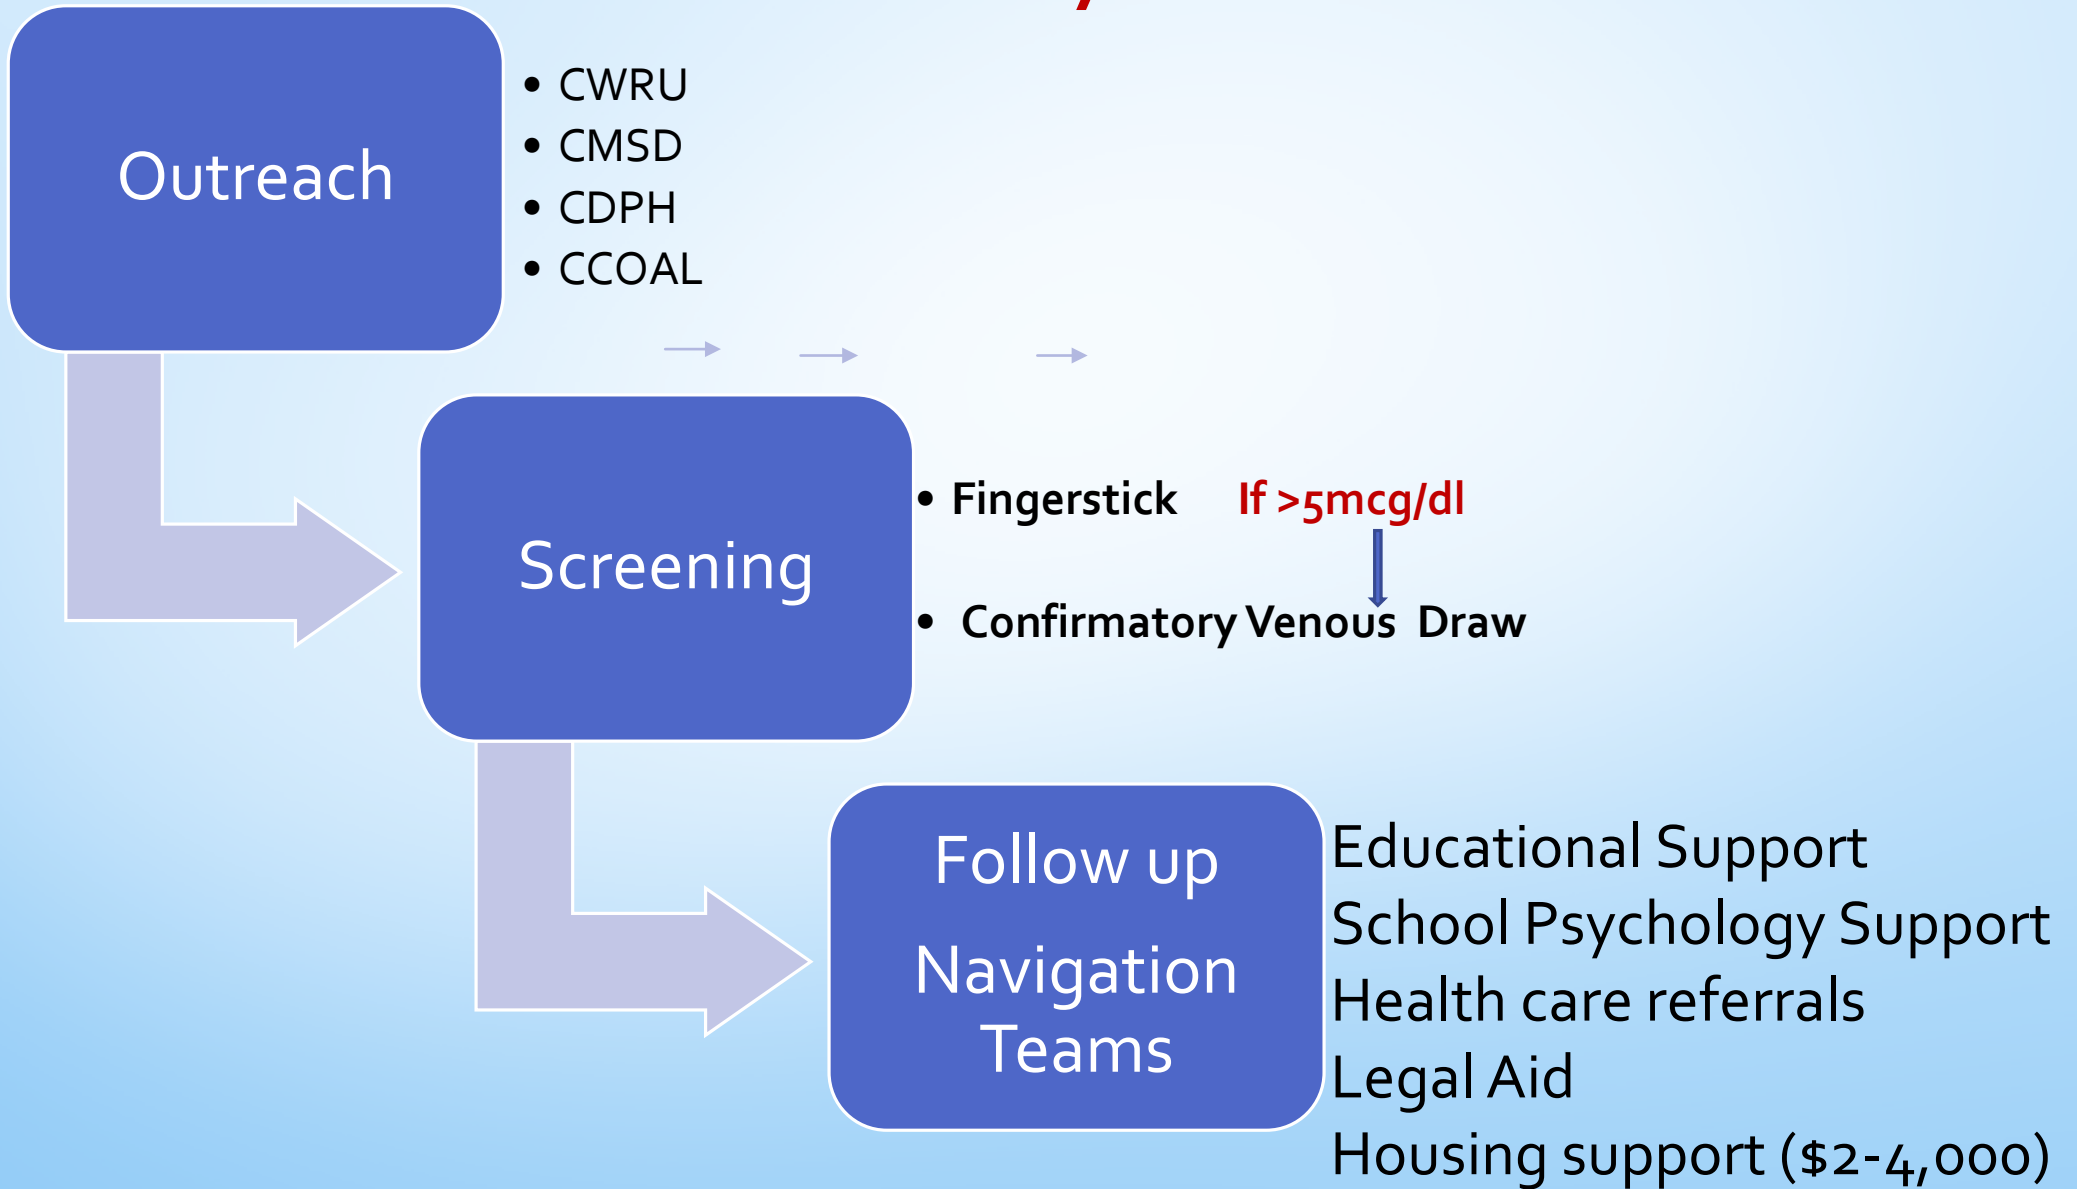 Outreach
• CWRU
• CMSD
• CDPH
• CCOAL
Screening
• Fingerstick If >5mcg/dl
• Confirmatory Venous Draw
Follow up
Navigation
Teams
Educational Support
School Psychology Support
Health care referrals
Legal Aid
Housing support ($2-4,000)